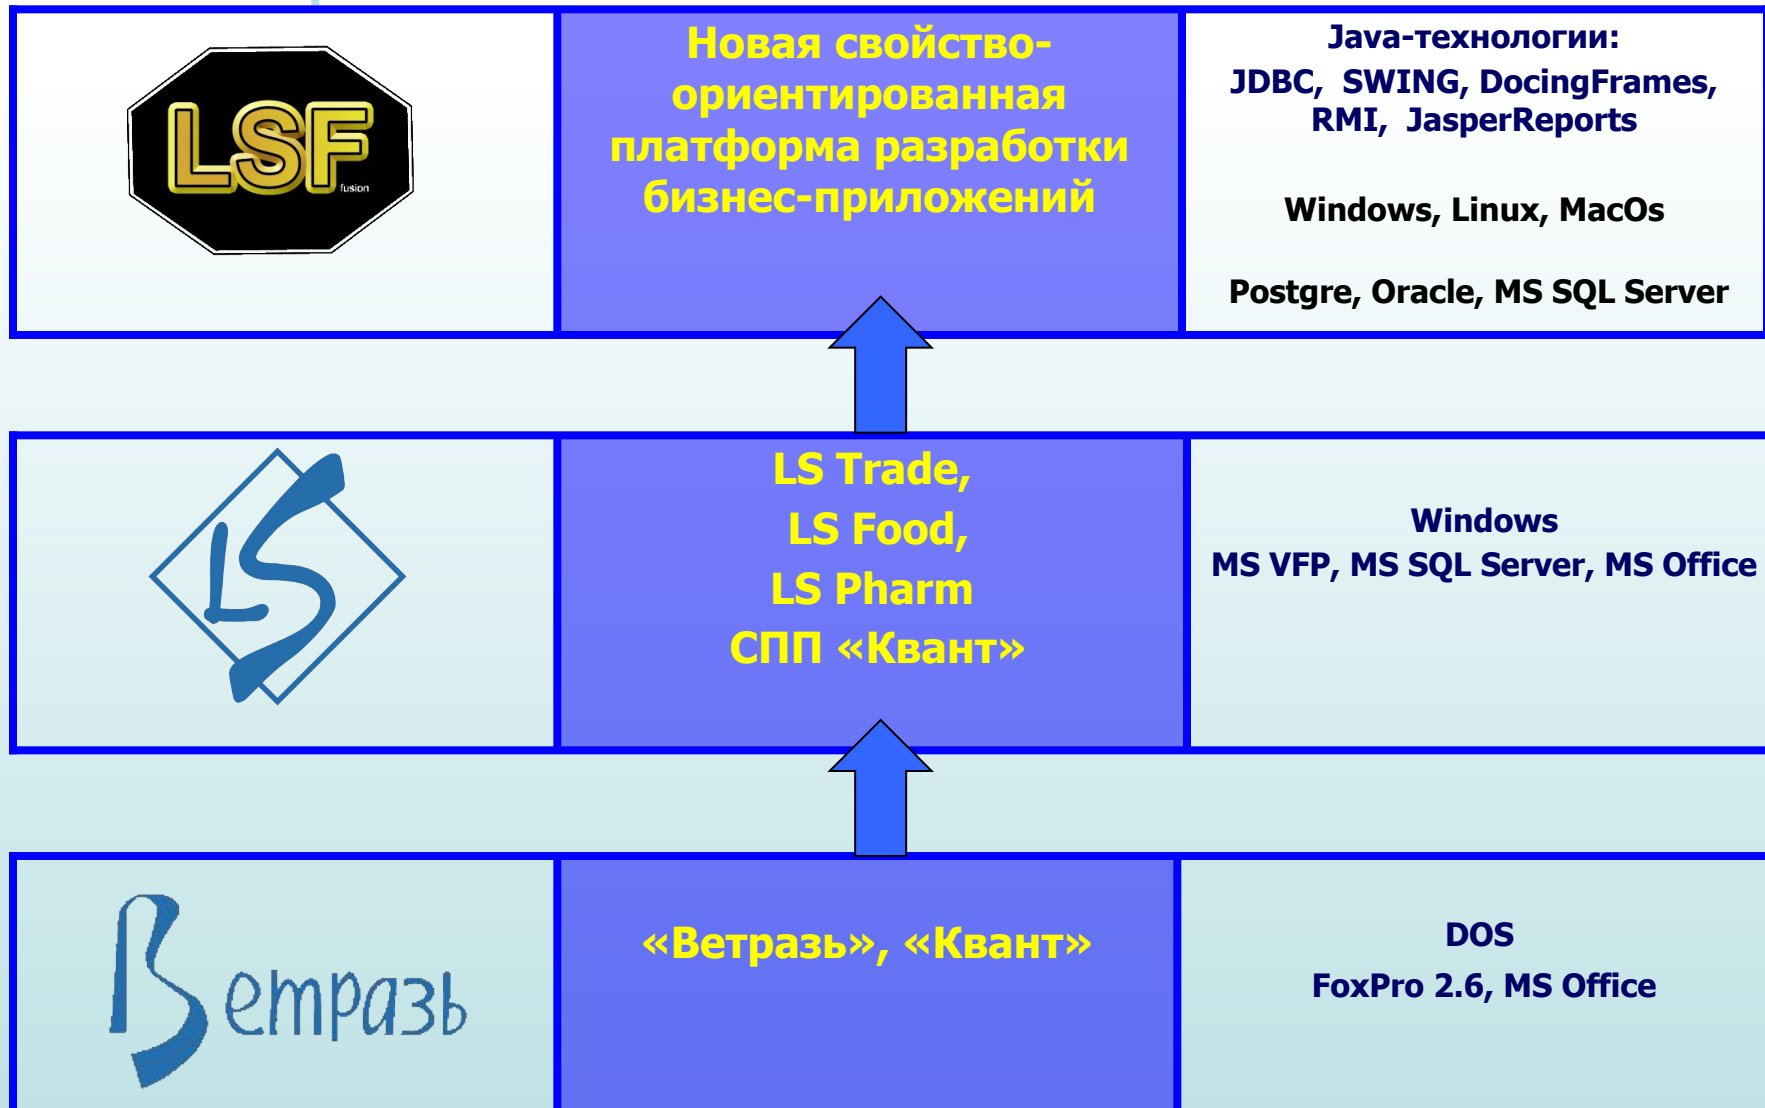 LSF
fusion
Новая свойство-
ориентированная
платформа разработки
бизнес-приложений
Java-технологии:
JDBC, SWING, DocingFrames,
RMI, JasperReports
Windows, Linux, MacOs
Postgre, Oracle, MS SQL Server
LS
LS Trade,
LS Food,
LS Pharm
СПП «Квант»
Windows
MS VFP, MS SQL Server, MS Office
Ветразь
«Ветразь», «Квант»
DOS
FoxPro 2.6, MS Office